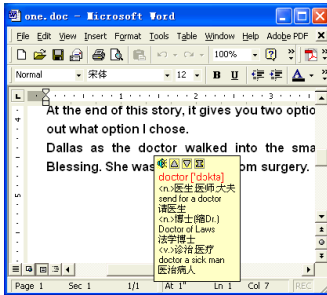 one.doc - Microsoft Word
File Edit View Insert Format Tools Table Window Help Adobe PDF
100%
Normal 宋体 12 B U A
1 2 3
At the end of this story, it gives you two optio
out what option I chose.
Dallas as the doctor walked into the sma
Blessing. She was om surgery.
doctor ['dɔktə]
<n.>医生医师大夫
send for a doctor
请医生
<n.>博士(缩Dr.)
Doctor of Laws
法学博士
<v.>诊治医疗
doctor a sick man
医治病人
Page 1 Sec 1 1/1 At 1" Ln 1 Col 7 REC